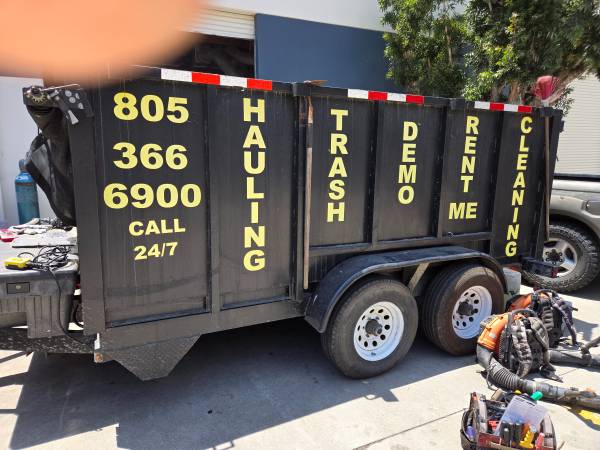 805
366
6900
CALL
24/7
HAULING
TRASH
DEMO
RENT
ME
CLEANING